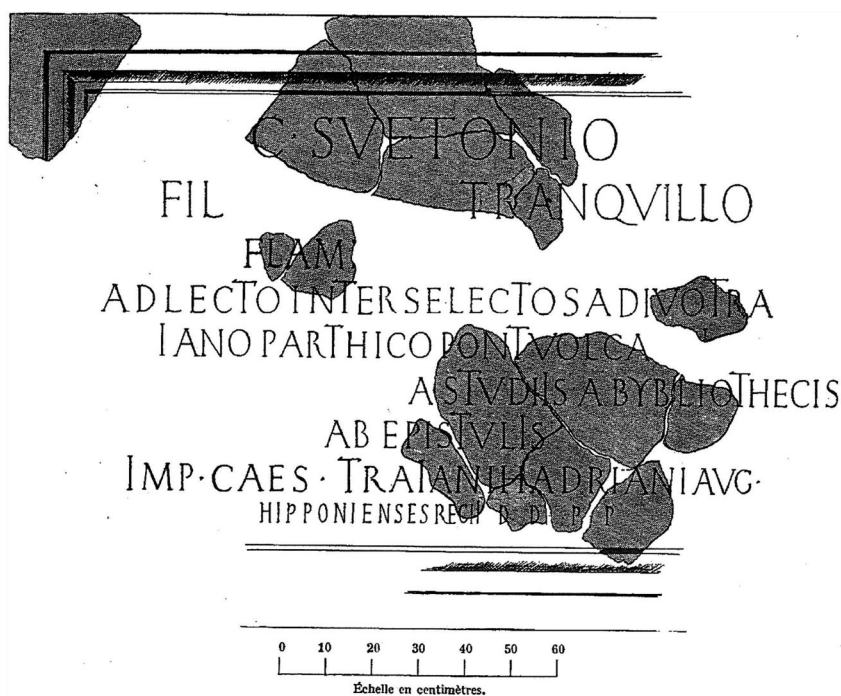 C · SVETONIO
FIL TRANQVILLO
FLAM
ADLECTO INTER SELECTOS A DIVO TRA
IANO PARTHICO PONT VOLCA
A STVDIIS A BYBLIOTHECIS
AB EPISTVLIS
IMP · CAES · TRAIANI HADRIANI AVG ·
HIPPONIENSES REGII D D P P
0 10 20 30 40 50 60
Échelle en centimètres.